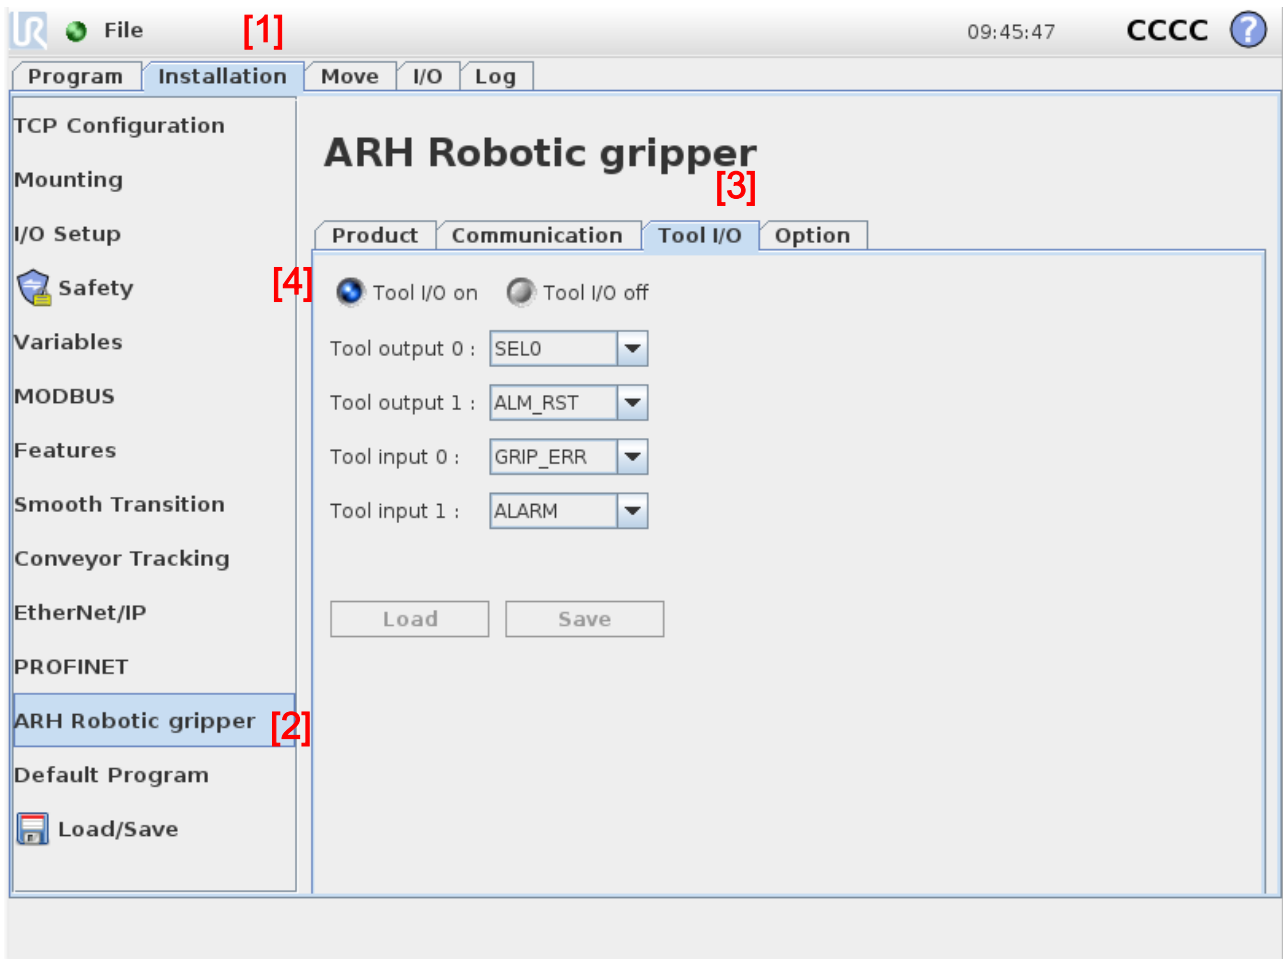 UR File [1] 09:45:47 CCCC ?
Program Installation Move I/O Log
TCP Configuration
Mounting
I/O Setup
Safety
Variables
MODBUS
Features
Smooth Transition
Conveyor Tracking
EtherNet/IP
PROFINET
ARH Robotic gripper [2]
Default Program
Load/Save
ARH Robotic gripper
[3]
Product Communication Tool I/O Option
[4] Tool I/O on Tool I/O off
Tool output 0 : SEL0
Tool output 1 : ALM_RST
Tool input 0 : GRIP_ERR
Tool input 1 : ALARM
Load Save